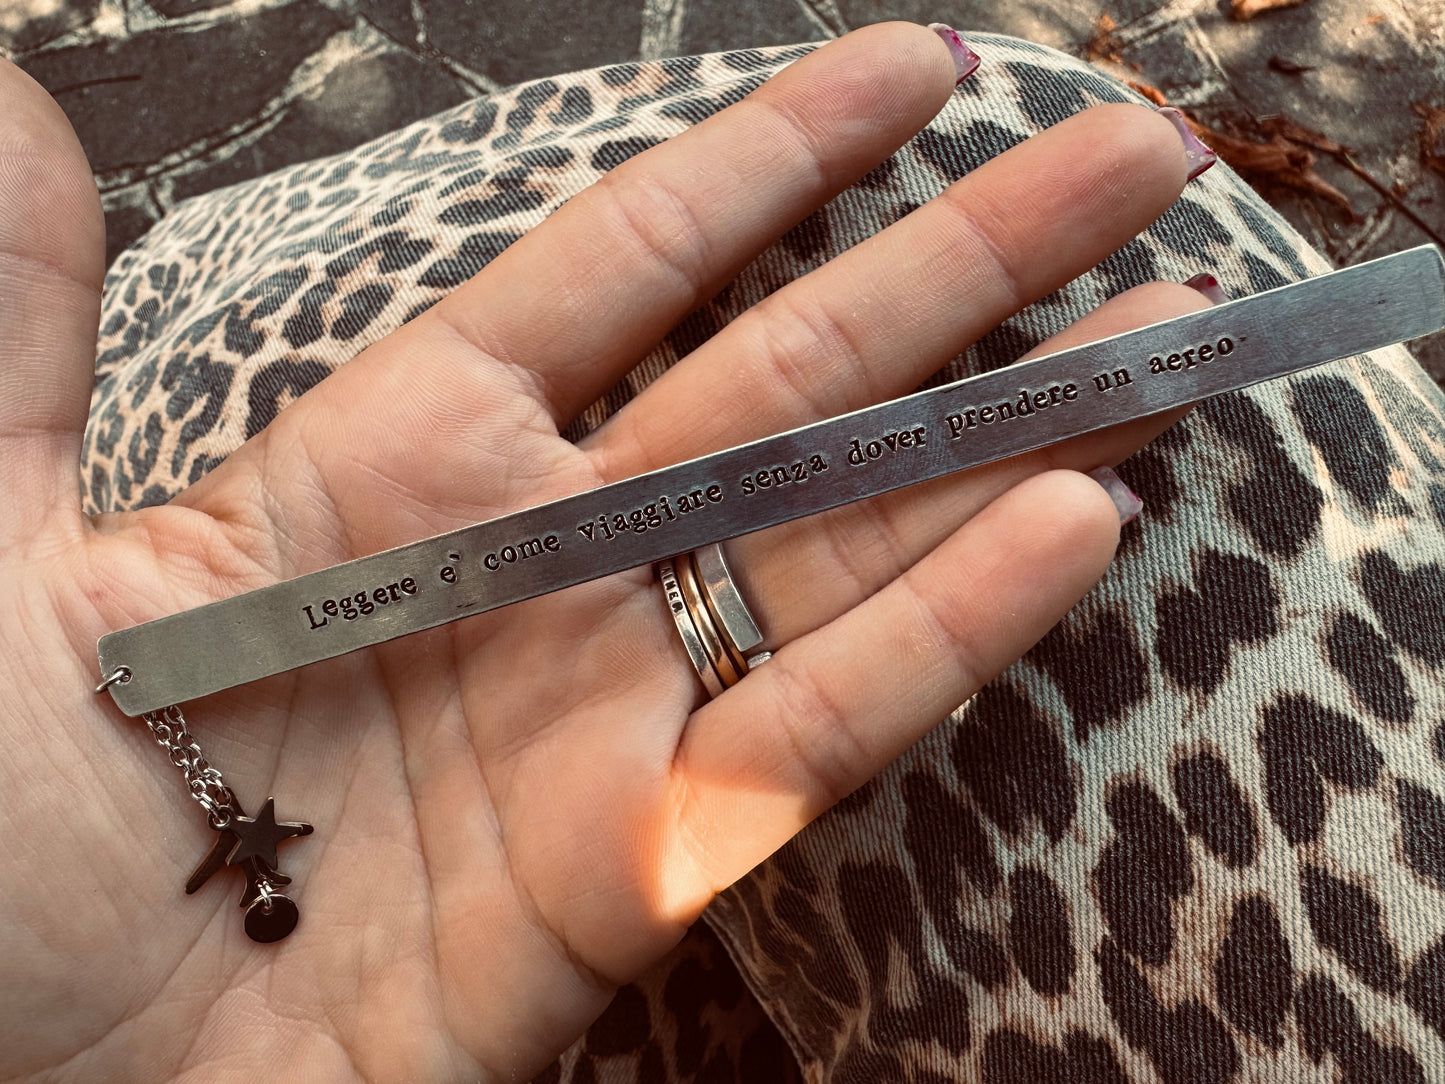 Leggere e` come viaggiare senza dover prendere un aereo